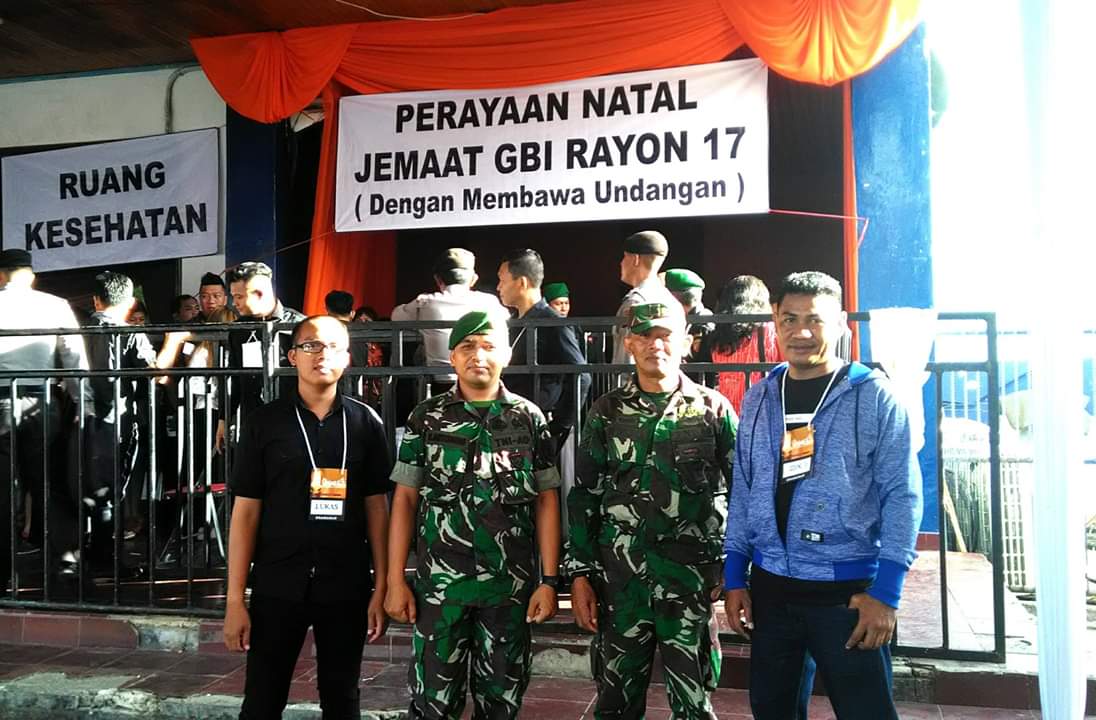 RUANG
KESEHATAN
PERAYAAN NATAL
JEMAAT GBI RAYON 17
( Dengan Membawa Undangan )
LUKAS
TNI-AD